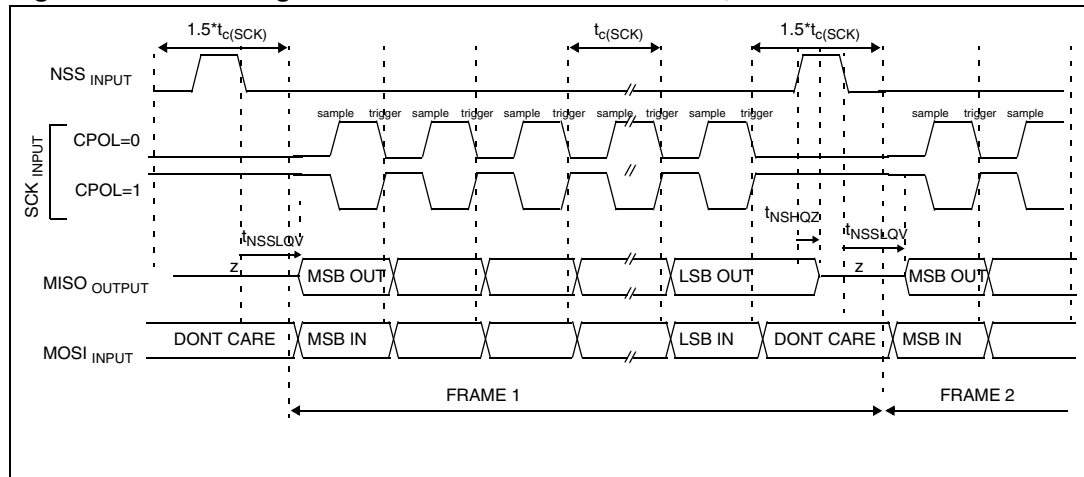 1.5*tc(SCK) tc(SCK) 1.5*tc(SCK)
NSS INPUT
sample trigger sample trigger sample trigger sample trigger sample trigger sample trigger sample
SCK INPUT
CPOL=0
CPOL=1
tNSHQZ
tNSSLQV tNSSLQV
MISO OUTPUT z MSB OUT LSB OUT z MSB OUT
MOSI INPUT DONT CARE MSB IN LSB IN DONT CARE MSB IN
FRAME 1 FRAME 2